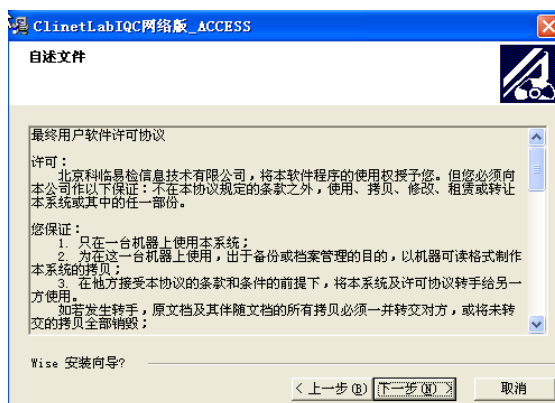 ClinetLabIQC网络版_ACCESS
自述文件
最终用户软件许可协议
许可：
北京科临易检信息技术有限公司，将本软件程序的使用权授予您。但您必须向
本公司作以下保证：不在本协议规定的条款之外，使用、拷贝、修改、租赁或转让
本系统或其中的任一部份。
您保证：
1. 只在一台机器上使用本系统；
2. 为在这一台机器上使用，出于备份或档案管理的目的，以机器可读格式制作
本系统的拷贝；
3. 在他方接受本协议的条款和条件的前提下，将本系统及许可协议转手给另一
方使用。
如若发生转手，原文档及其伴随文档的所有拷贝必须一并转交对方，或将未转
交的拷贝全部销毁；
Wise 安装向导?
< 上一步(B) 下一步(N) > 取消